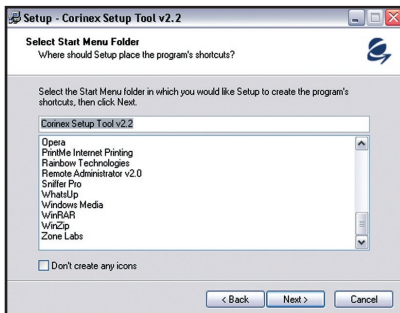 Setup - Corinex Setup Tool v2.2
Select Start Menu Folder
Where should Setup place the program's shortcuts?
Select the Start Menu folder in which you would like Setup to create the program's
shortcuts, then click Next.
Corinex Setup Tool v2.2
Opera
PrintMe Internet Printing
Rainbow Technologies
Remote Administrator v2.0
Sniffer Pro
WhatsUp
Windows Media
WinRAR
WinZip
Zone Labs
Don't create any icons
< Back Next > Cancel